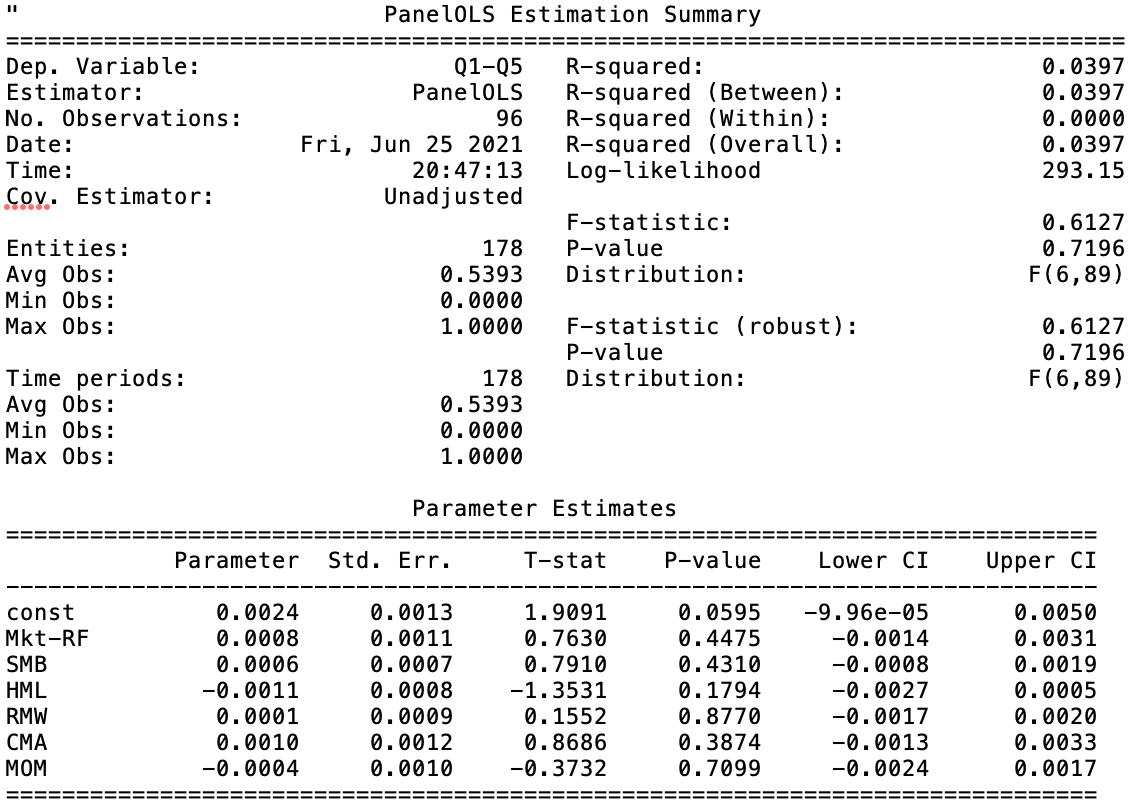 "                          PanelOLS Estimation Summary
================================================================================
Dep. Variable:                  Q1-Q5   R-squared:                        0.0397
Estimator:                   PanelOLS   R-squared (Between):              0.0397
No. Observations:                  96   R-squared (Within):               0.0000
Date:                Fri, Jun 25 2021   R-squared (Overall):              0.0397
Time:                        20:47:13   Log-likelihood                    293.15
Cov. Estimator:            Unadjusted
                                        F-statistic:                      0.6127
Entities:                         178   P-value                           0.7196
Avg Obs:                       0.5393   Distribution:                    F(6,89)
Min Obs:                       0.0000
Max Obs:                       1.0000   F-statistic (robust):             0.6127
                                        P-value                           0.7196
Time periods:                     178   Distribution:                    F(6,89)
Avg Obs:                       0.5393
Min Obs:                       0.0000
Max Obs:                       1.0000

                             Parameter Estimates
==============================================================================
            Parameter  Std. Err.     T-stat    P-value    Lower CI    Upper CI
------------------------------------------------------------------------------
const          0.0024     0.0013     1.9091     0.0595   -9.96e-05      0.0050
Mkt-RF         0.0008     0.0011     0.7630     0.4475     -0.0014      0.0031
SMB            0.0006     0.0007     0.7910     0.4310     -0.0008      0.0019
HML           -0.0011     0.0008    -1.3531     0.1794     -0.0027      0.0005
RMW            0.0001     0.0009     0.1552     0.8770     -0.0017      0.0020
CMA            0.0010     0.0012     0.8686     0.3874     -0.0013      0.0033
MOM           -0.0004     0.0010    -0.3732     0.7099     -0.0024      0.0017
==============================================================================